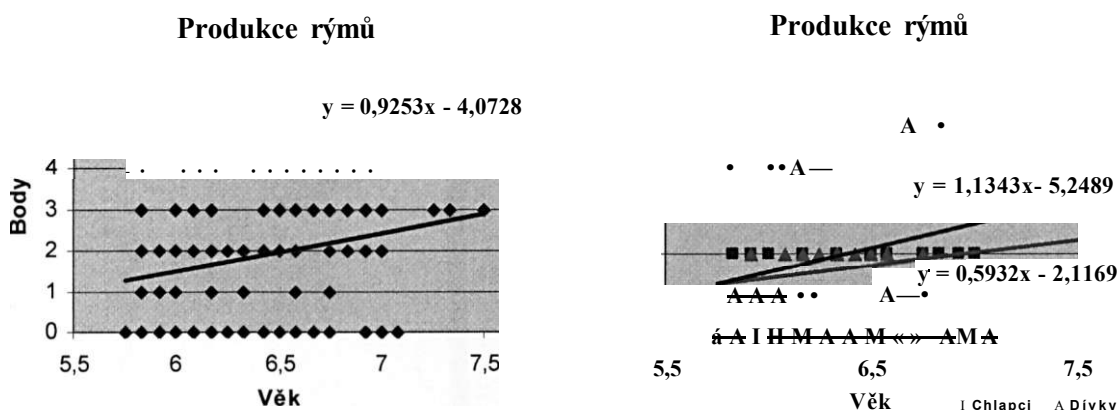 Produkce rýmů
y = 0,9253x - 4,0728
Body
4
3
2
1
0
5,5 6 6,5 7 7,5
Věk
Produkce rýmů
A •
• •• A —
y = 1,1343x- 5,2489
y = 0,5932x - 2,1169
A A A • • A—•
á A I H M A A M «» A M A
5,5 6,5 7,5
Věk
I Chlapci A Dívky